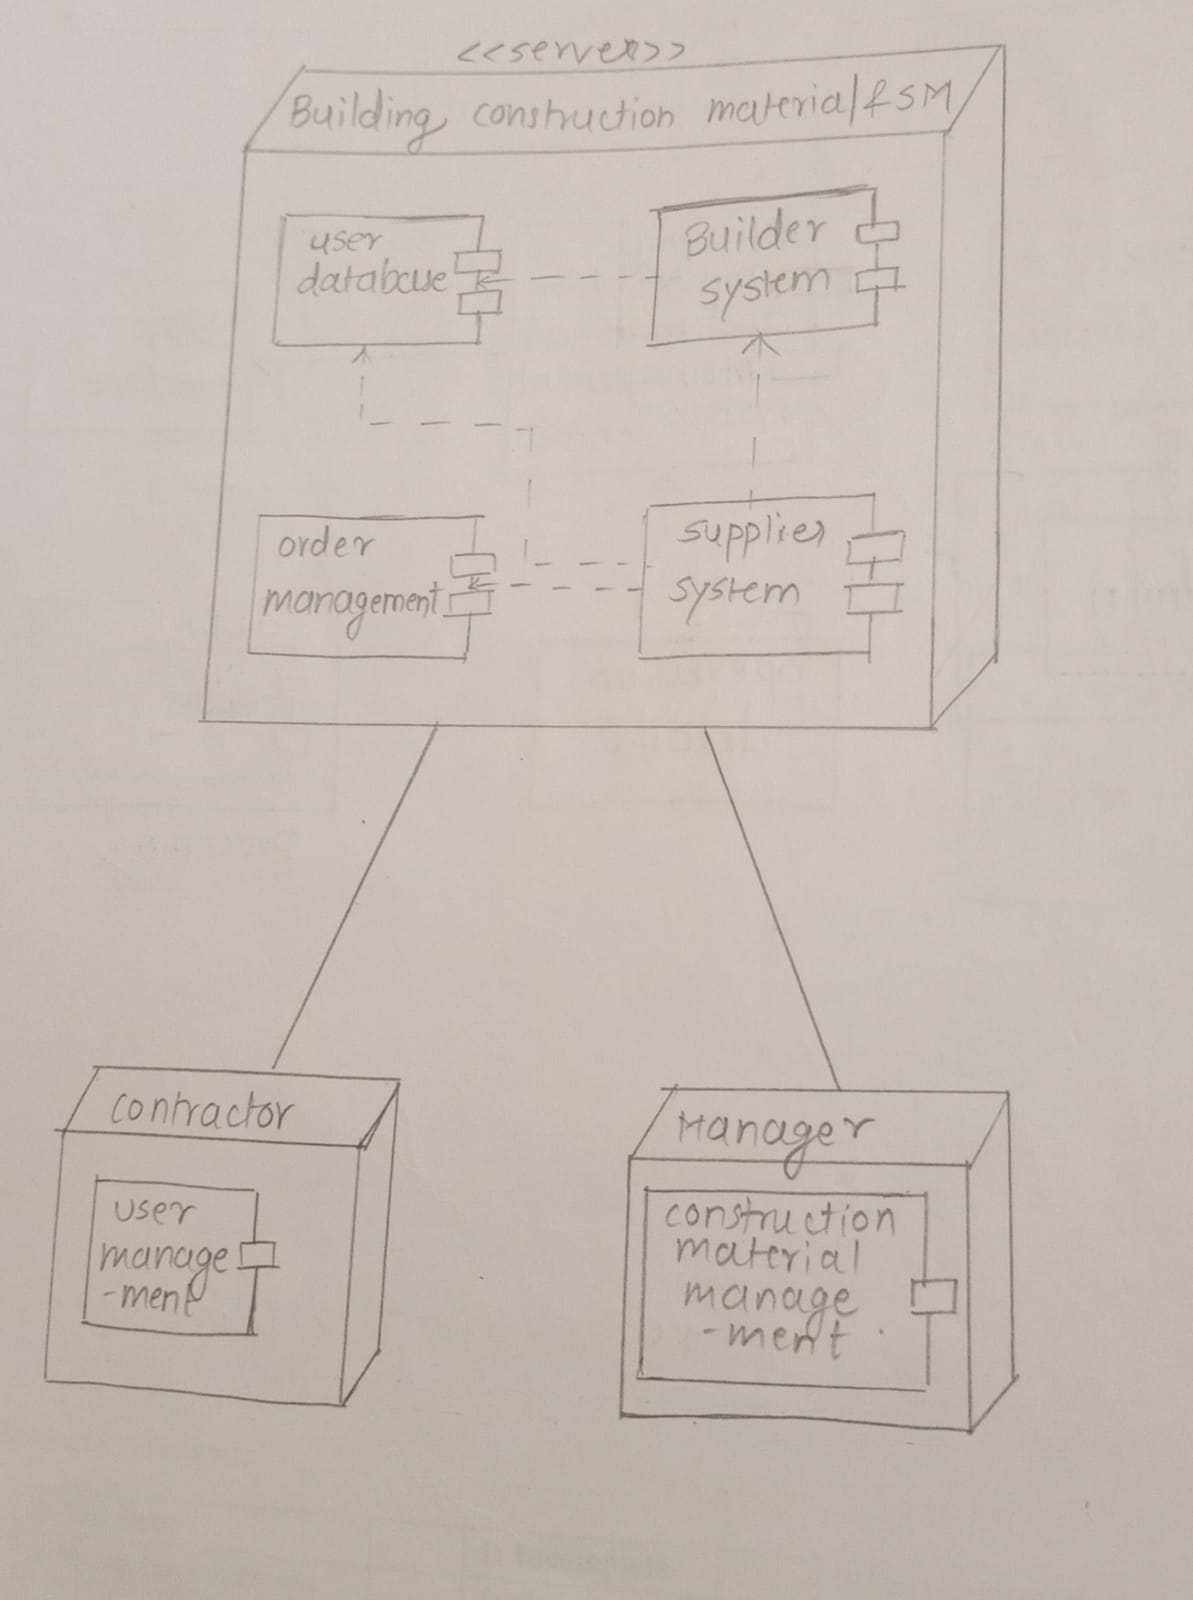 <<server>>
Building construction material/fSM
user
database
Builder
system
order
management
supplier
system
contractor
user
manage
-ment
Manager
construction
material
manage
-ment